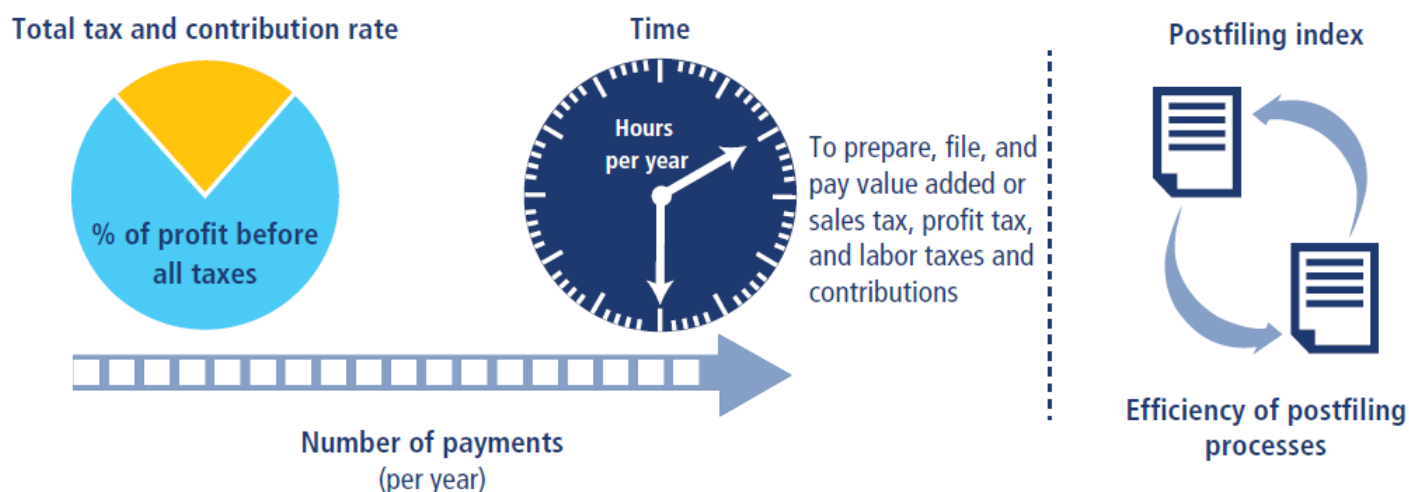 Total tax and contribution rate
% of profit before
all taxes
Time
Hours
per year
To prepare, file, and
pay value added or
sales tax, profit tax,
and labor taxes and
contributions
Number of payments
(per year)
Postfiling index
Efficiency of postfiling
processes